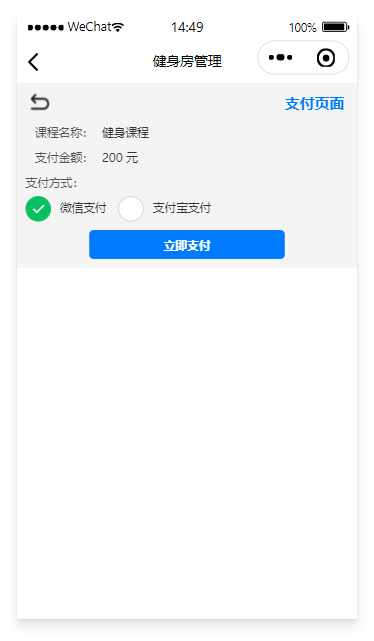 WeChat 14:49 100%
健身房管理
支付页面
课程名称： 健身课程
支付金额： 200 元
支付方式：
微信支付 支付宝支付
立即支付